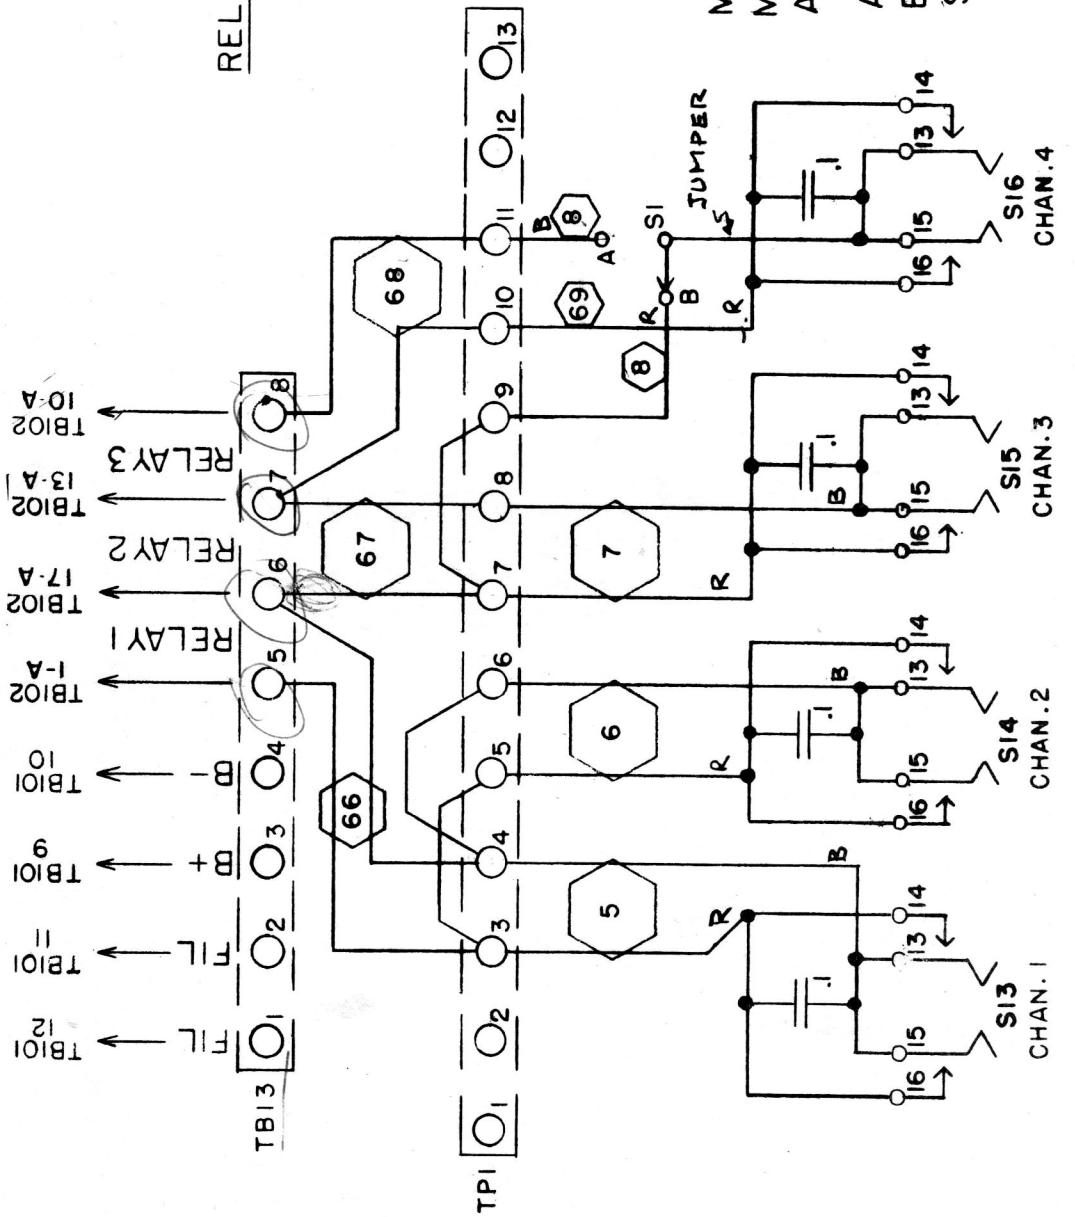 REL
TB101
12
TB101
11
TB101
9
TB101
10
TB102
1-A
TB102
17-A
TB102
13-A
TB102
10-A
FIL
FIL
B+
B-
RELAY 1
RELAY 2
RELAY 3
TB13
1
2
3
4
5
6
7
8
66
67
68
TP1
1
2
3
4
5
6
7
8
9
10
11
12
13
5
6
7
8
69
B
8
A
S1
R
B
JUMPER
R
B
R
B
R
B
R
.1
.1
.1
.1
16
15
13
14
S13
CHAN. 1
16
15
13
14
S14
CHAN. 2
16
15
13
14
S15
CHAN. 3
16
15
13
14
S16
CHAN. 4
M
M
A
A
B
S